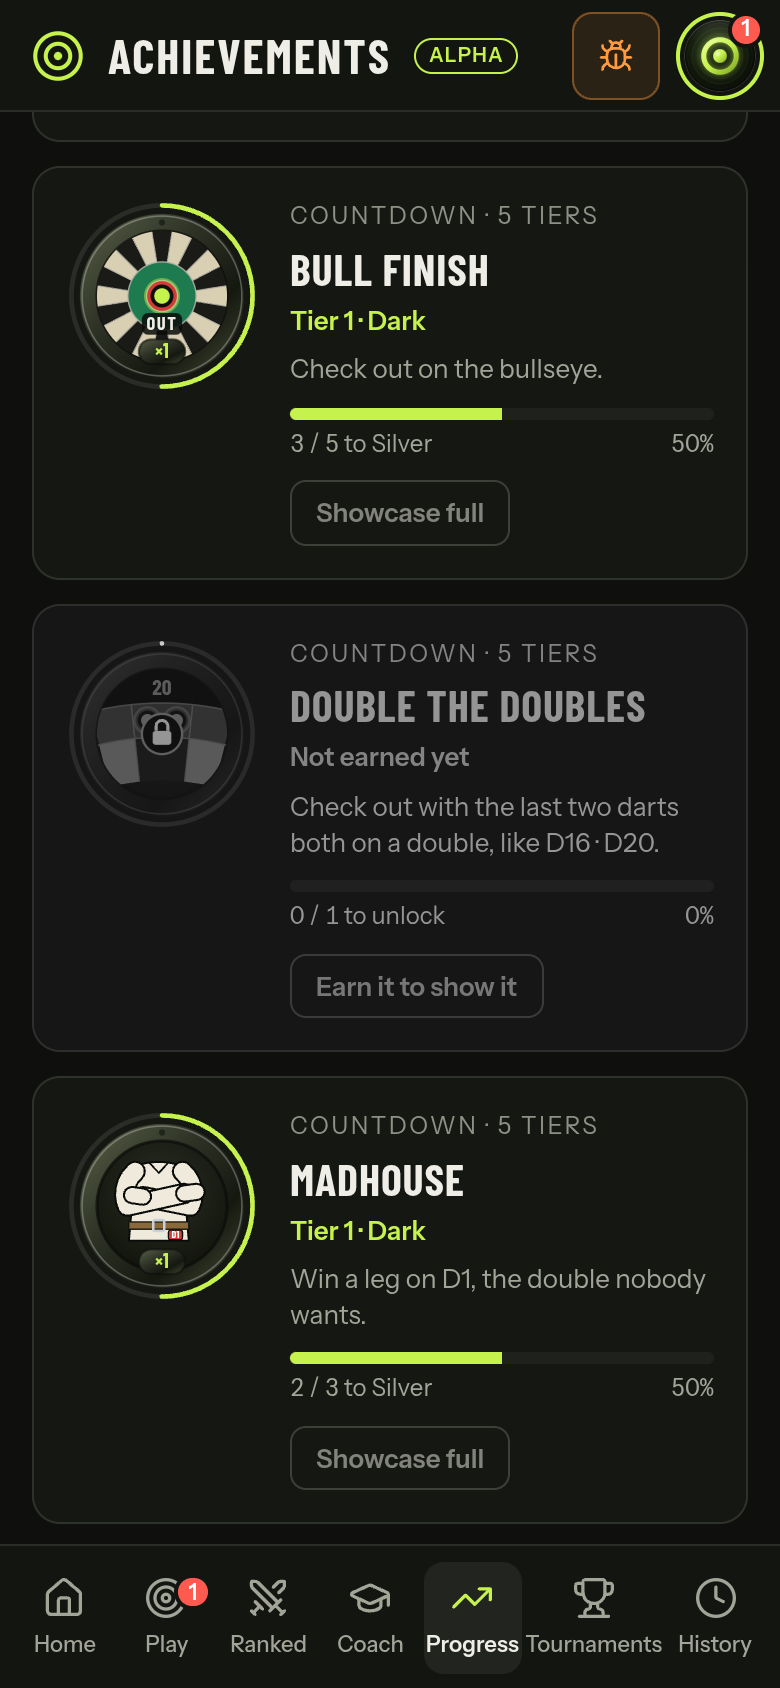 ACHIEVEMENTS
ALPHA
1
COUNTDOWN · 5 TIERS
BULL FINISH
Tier 1 · Dark
OUT
×1
Check out on the bullseye.
3 / 5 to Silver
50%
Showcase full
COUNTDOWN · 5 TIERS
20
DOUBLE THE DOUBLES
Not earned yet
Check out with the last two darts
both on a double, like D16 · D20.
0 / 1 to unlock
0%
Earn it to show it
COUNTDOWN · 5 TIERS
MADHOUSE
Tier 1 · Dark
D1
×1
Win a leg on D1, the double nobody
wants.
2 / 3 to Silver
50%
Showcase full
1
Home
Play
Ranked
Coach
Progress
Tournaments
History